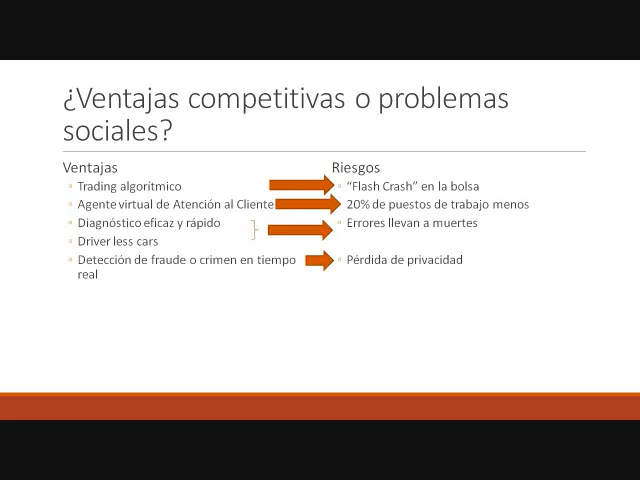 ¿Ventajas competitivas o problemas
sociales?
Ventajas
Trading algorítmico
Agente virtual de Atención al Cliente
Diagnóstico eficaz y rápido
Driver less cars
Detección de fraude o crimen en tiempo
real
Riesgos
"Flash Crash" en la bolsa
20% de puestos de trabajo menos
Errores llevan a muertes
Pérdida de privacidad